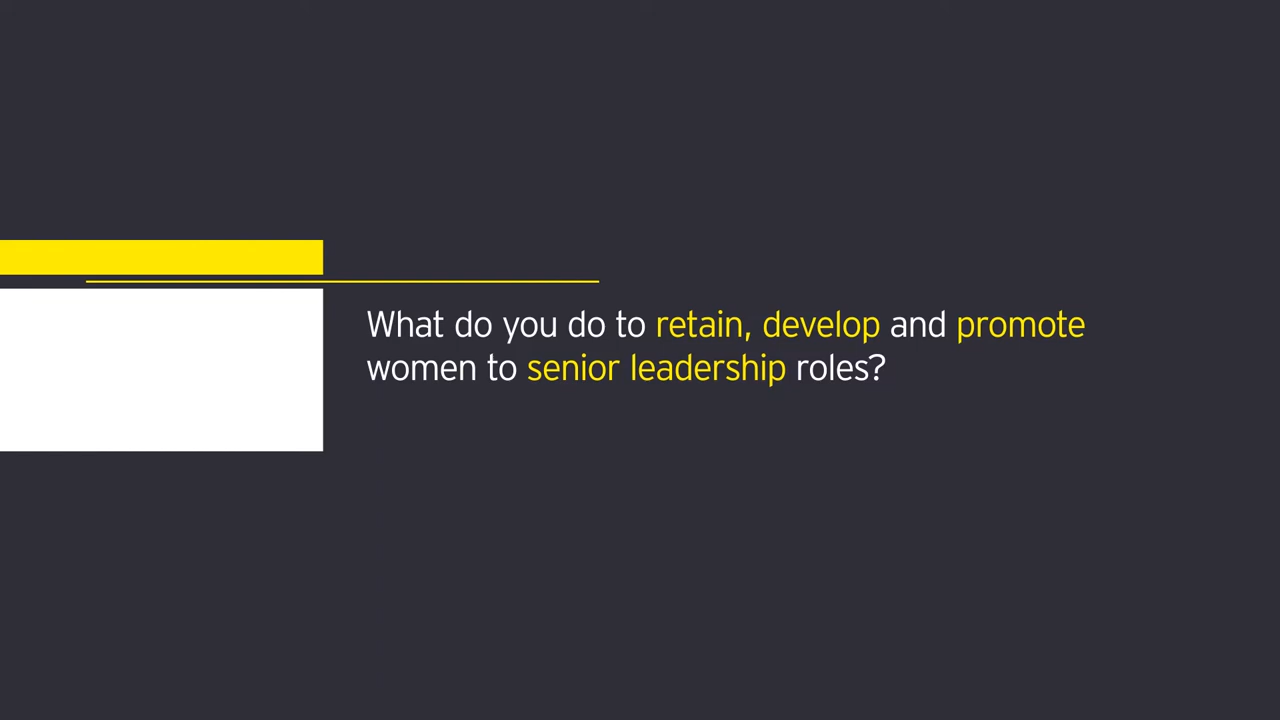 What do you do to retain, develop and promote
women to senior leadership roles?